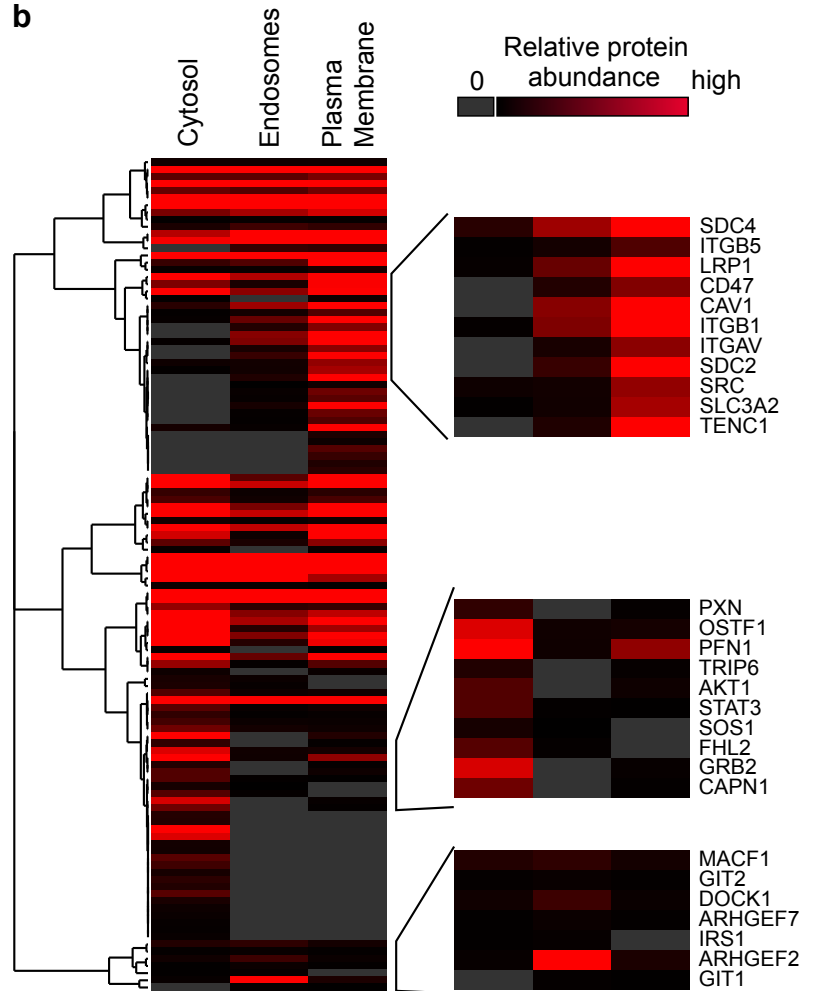 b
Cytosol
Endosomes
Plasma
Membrane
Relative protein
abundance
0
high
SDC4
ITGB5
LRP1
CD47
CAV1
ITGB1
ITGAV
SDC2
SRC
SLC3A2
TENC1
PXN
OSTF1
PFN1
TRIP6
AKT1
STAT3
SOS1
FHL2
GRB2
CAPN1
MACF1
GIT2
DOCK1
ARHGEF7
IRS1
ARHGEF2
GIT1